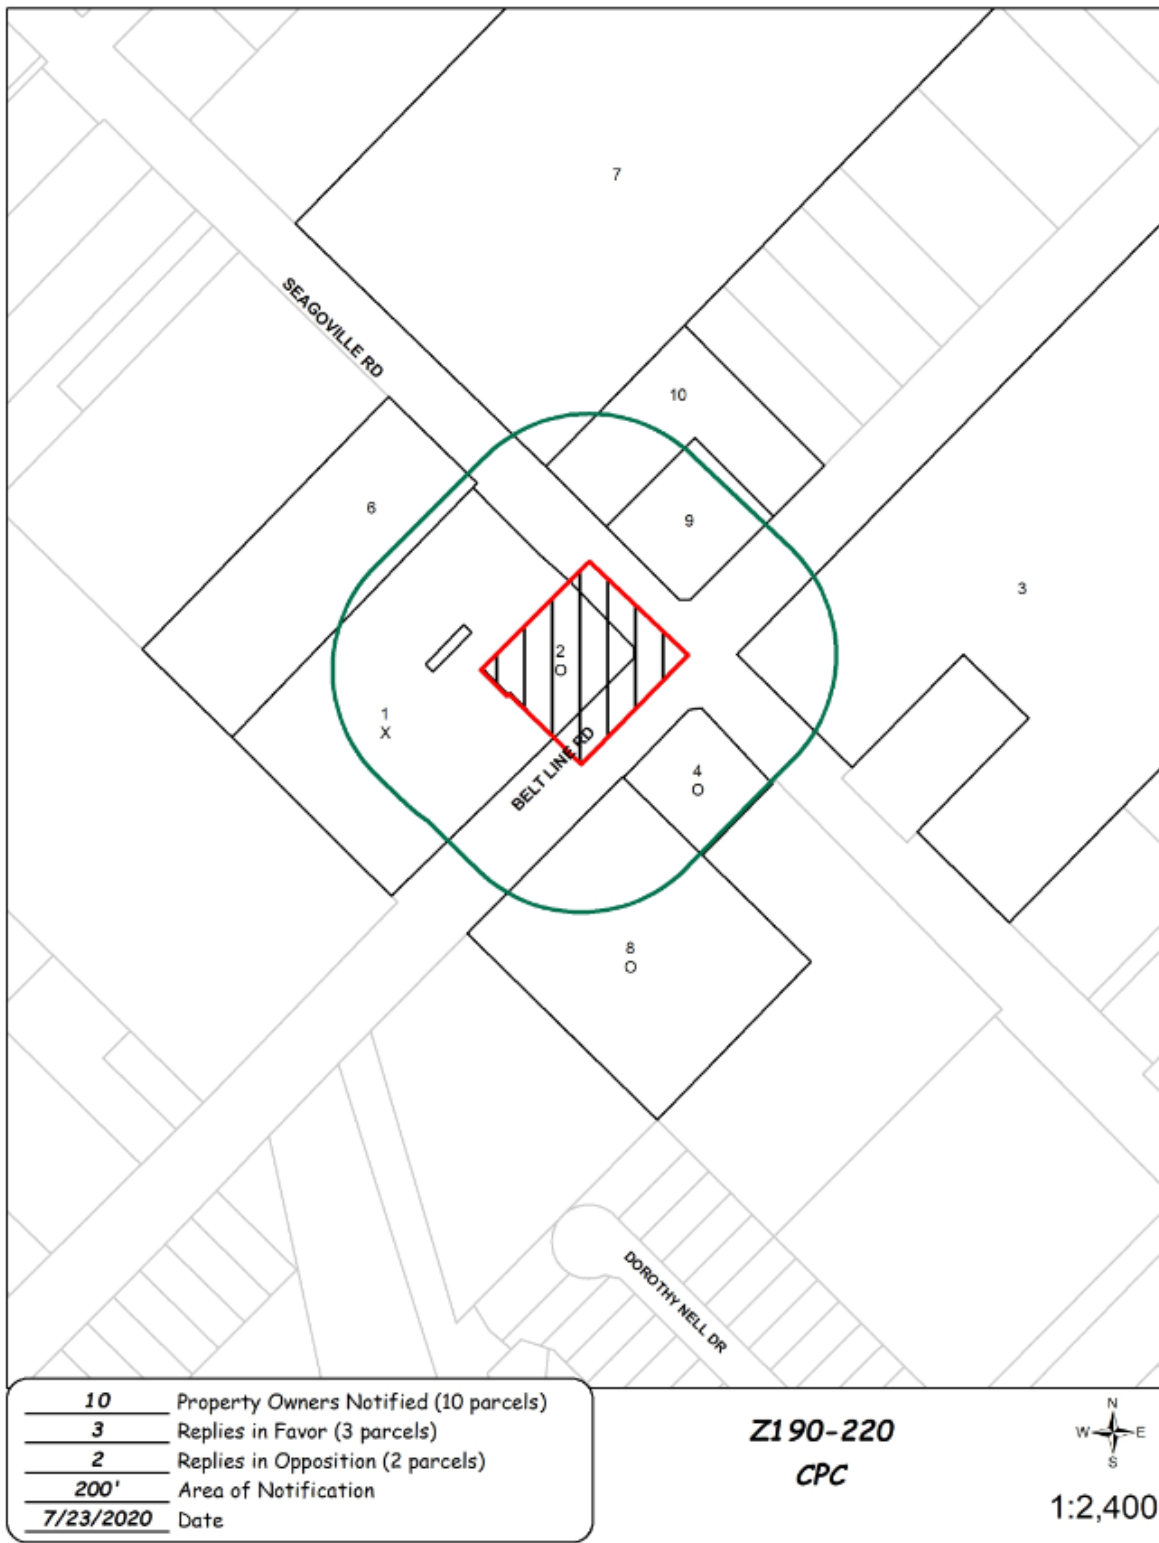 7
SEAGOVILLE RD
10
6
9
3
2
O
1
X
BELT LINE RD
4
O
8
O
DOROTHY NELL DR
10 Property Owners Notified (10 parcels)
3 Replies in Favor (3 parcels)
2 Replies in Opposition (2 parcels)
200' Area of Notification
7/23/2020 Date
Z190-220
CPC
N
W E
S
1:2,400